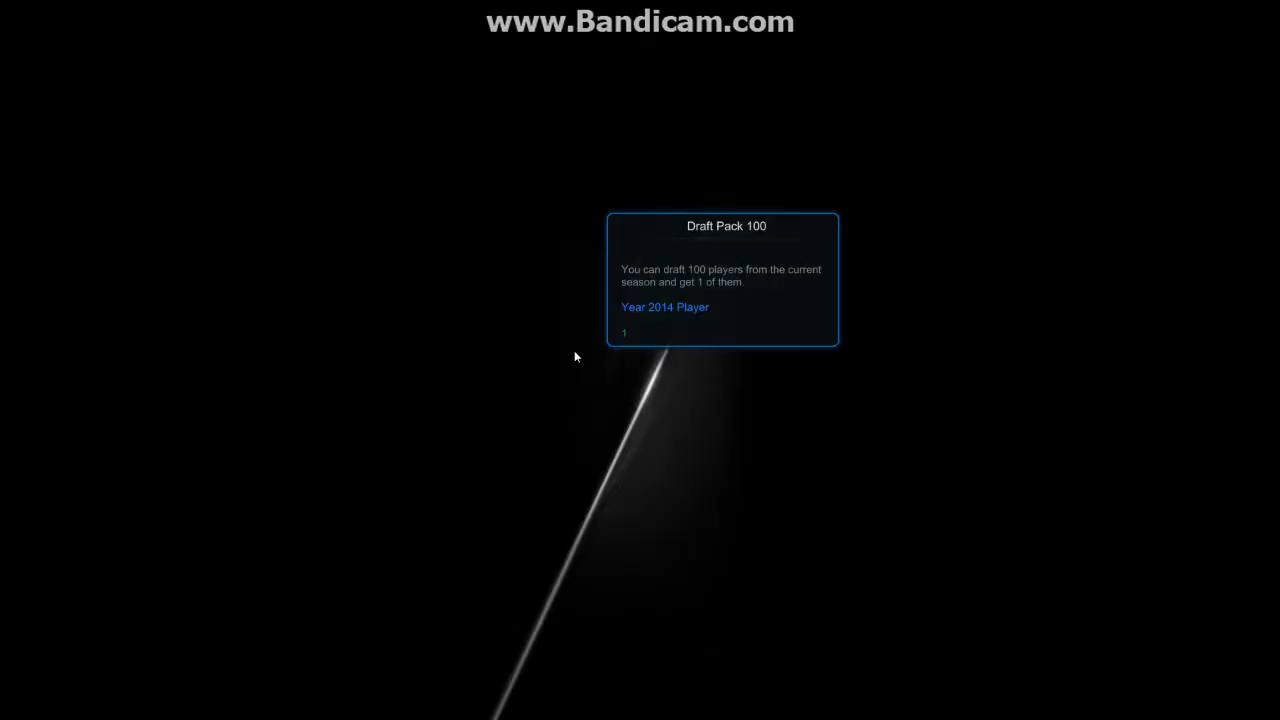 www.Bandicam.com
Draft Pack 100
You can draft 100 players from the current
season and get 1 of them.
Year 2014 Player
1